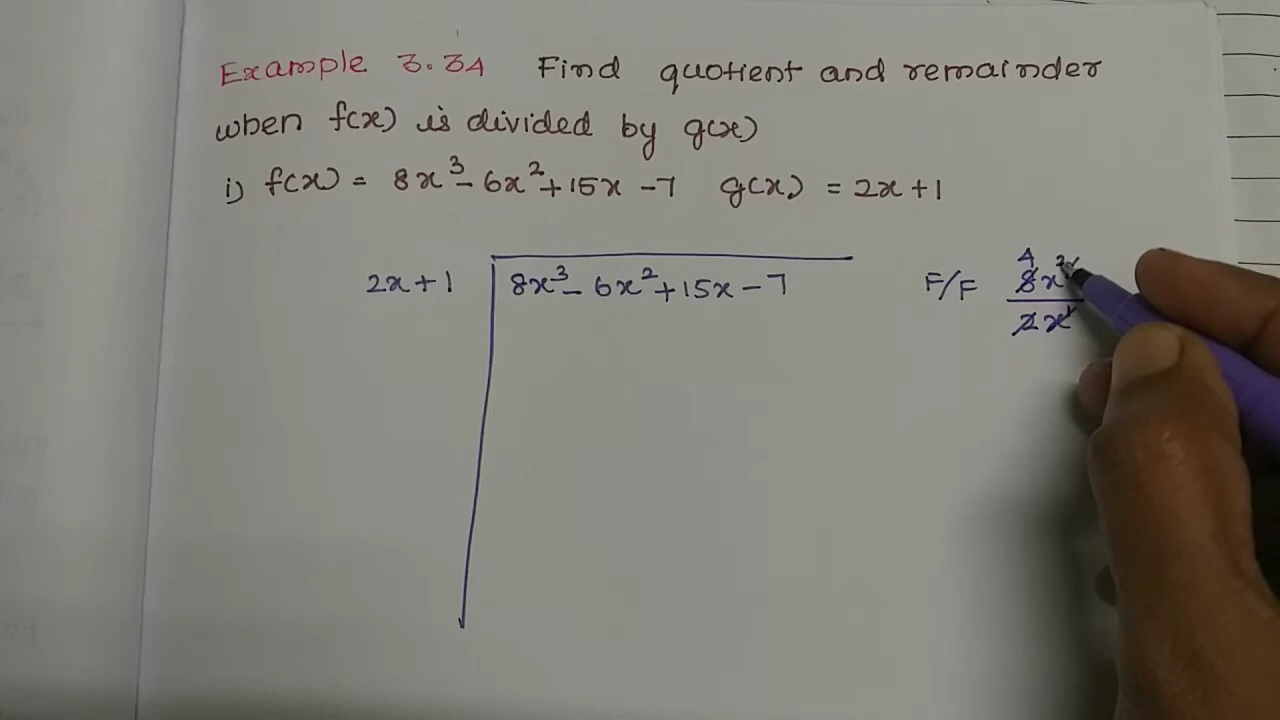 Example 3.34 Find quotient and remainder
when f(x) is divided by g(x)
i) f(x) = 8x³ - 6x² + 15x - 7 g(x) = 2x + 1
2x + 1 8x³ - 6x² + 15x - 7
F/F 4
8x
2x